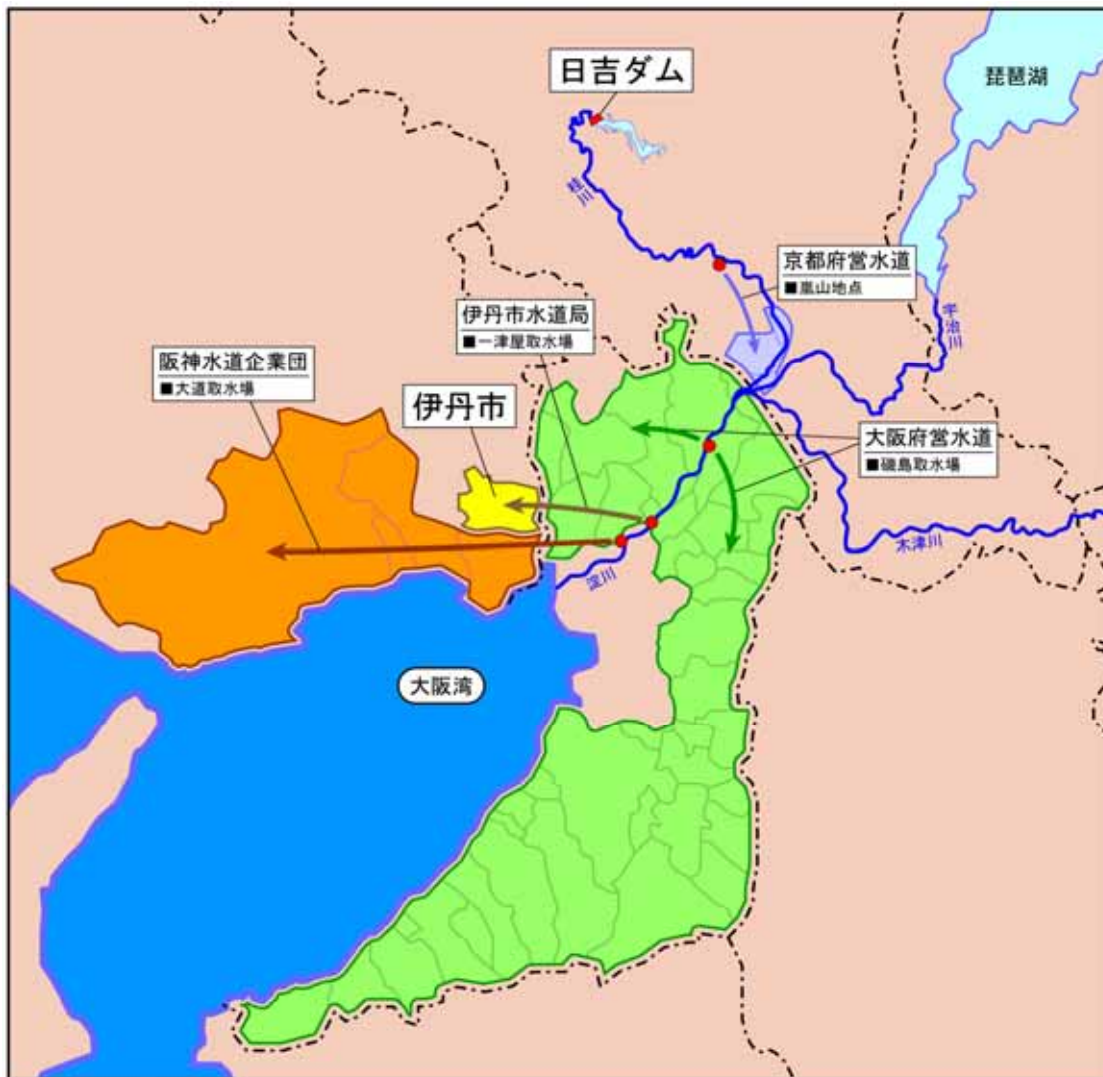 日吉ダム
琵琶湖
桂川
京都府営水道
■嵐山地点
宇治川
伊丹市水道局
■一津屋取水場
阪神水道企業団
■大道取水場
伊丹市
大阪府営水道
■磯島取水場
木津川
淀川
大阪湾